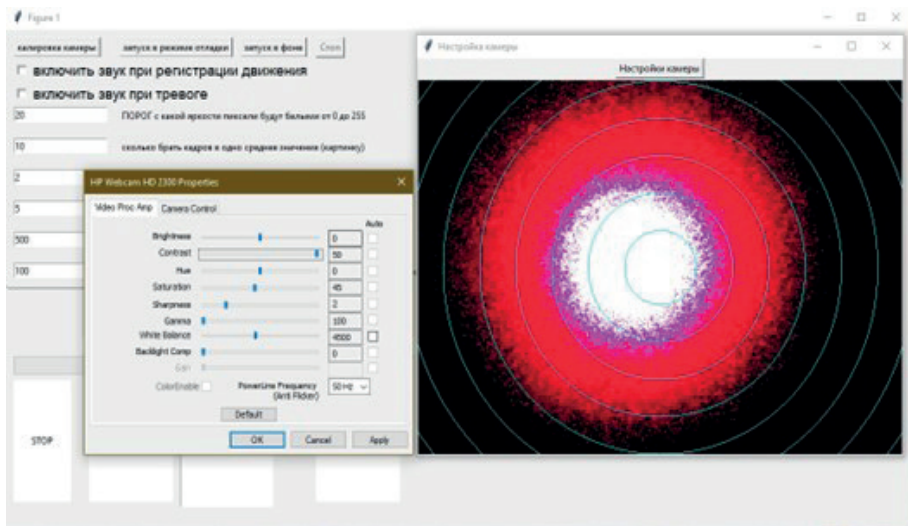 Figure 1
калировка камеры
запуск в режиме отладки
запуск в фоне
Стоп
включить звук при регистрации движения
включить звук при тревоге
20
ПОРОГ с какой яркости пиксели будут белыми от 0 до 255
10
сколько брать кадров в одно среднее значение (картинку)
2
5
500
100
STOP
HP Webcam HD 2300 Properties
Video Proc Amp
Camera Control
Auto
Brightness
0
Contrast
50
Hue
0
Saturation
45
Sharpness
2
Gamma
100
White Balance
4500
Backlight Comp
0
Gain
ColorEnable
PowerLine Frequency
(Anti Flicker)
50 Hz
Default
OK
Cancel
Apply
Настройка камеры
Настройки камеры